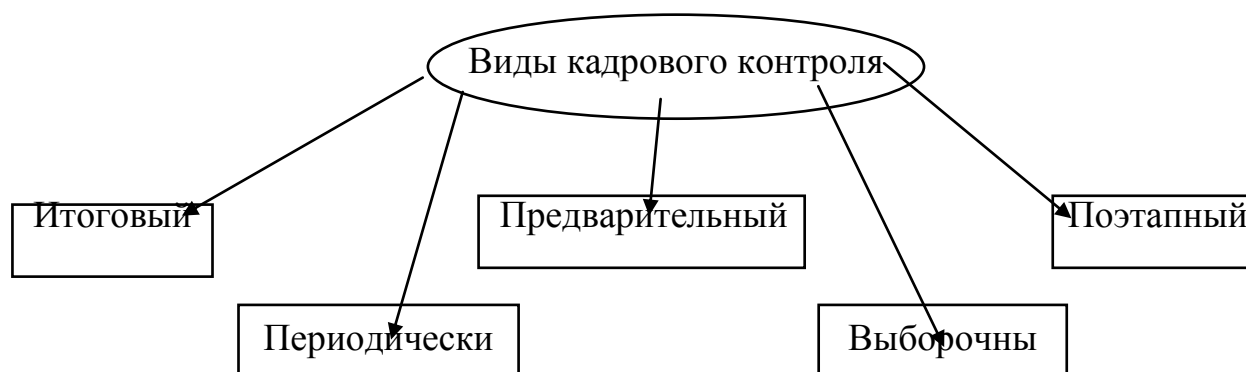 Виды кадрового контроля
Итоговый
Предварительный
Поэтапный
Периодически
Выборочны